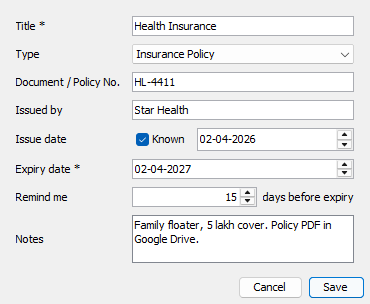 Title * Health Insurance
Type Insurance Policy
Document / Policy No. HL-4411
Issued by Star Health
Issue date Known 02-04-2026
Expiry date * 02-04-2027
Remind me 15 days before expiry
Notes Family floater, 5 lakh cover. Policy PDF in
Google Drive.
Cancel Save